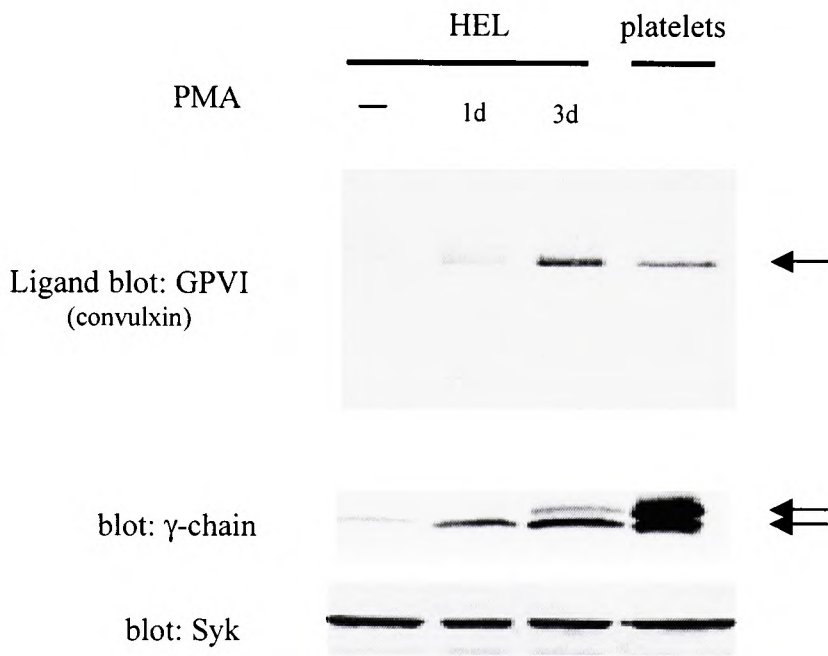 HEL platelets
PMA — 1d 3d
Ligand blot: GPVI
(convulxin)
blot: γ-chain
blot: Syk